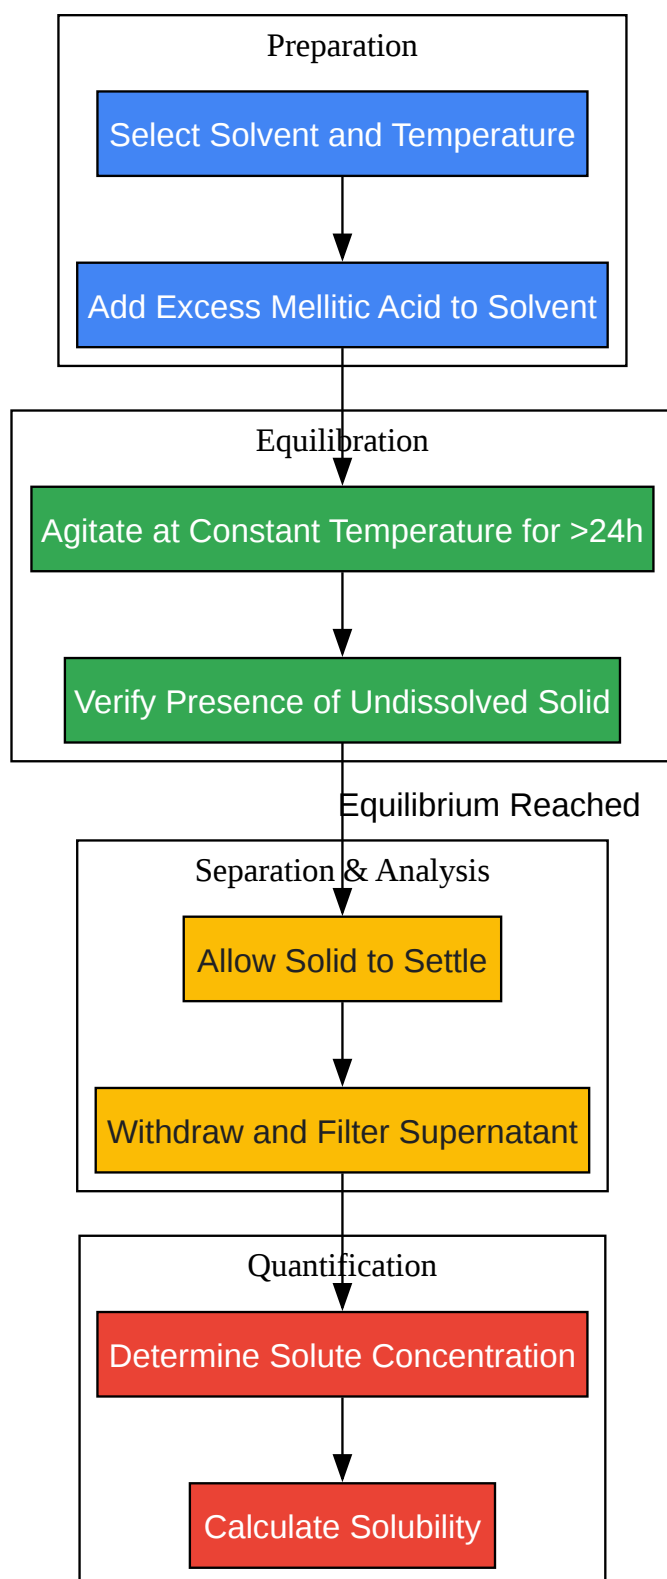 Preparation
Select Solvent and Temperature
Add Excess Mellitic Acid to Solvent
Equilibration
Agitate at Constant Temperature for >24h
Verify Presence of Undissolved Solid
Equilibrium Reached
Separation & Analysis
Allow Solid to Settle
Withdraw and Filter Supernatant
Quantification
Determine Solute Concentration
Calculate Solubility